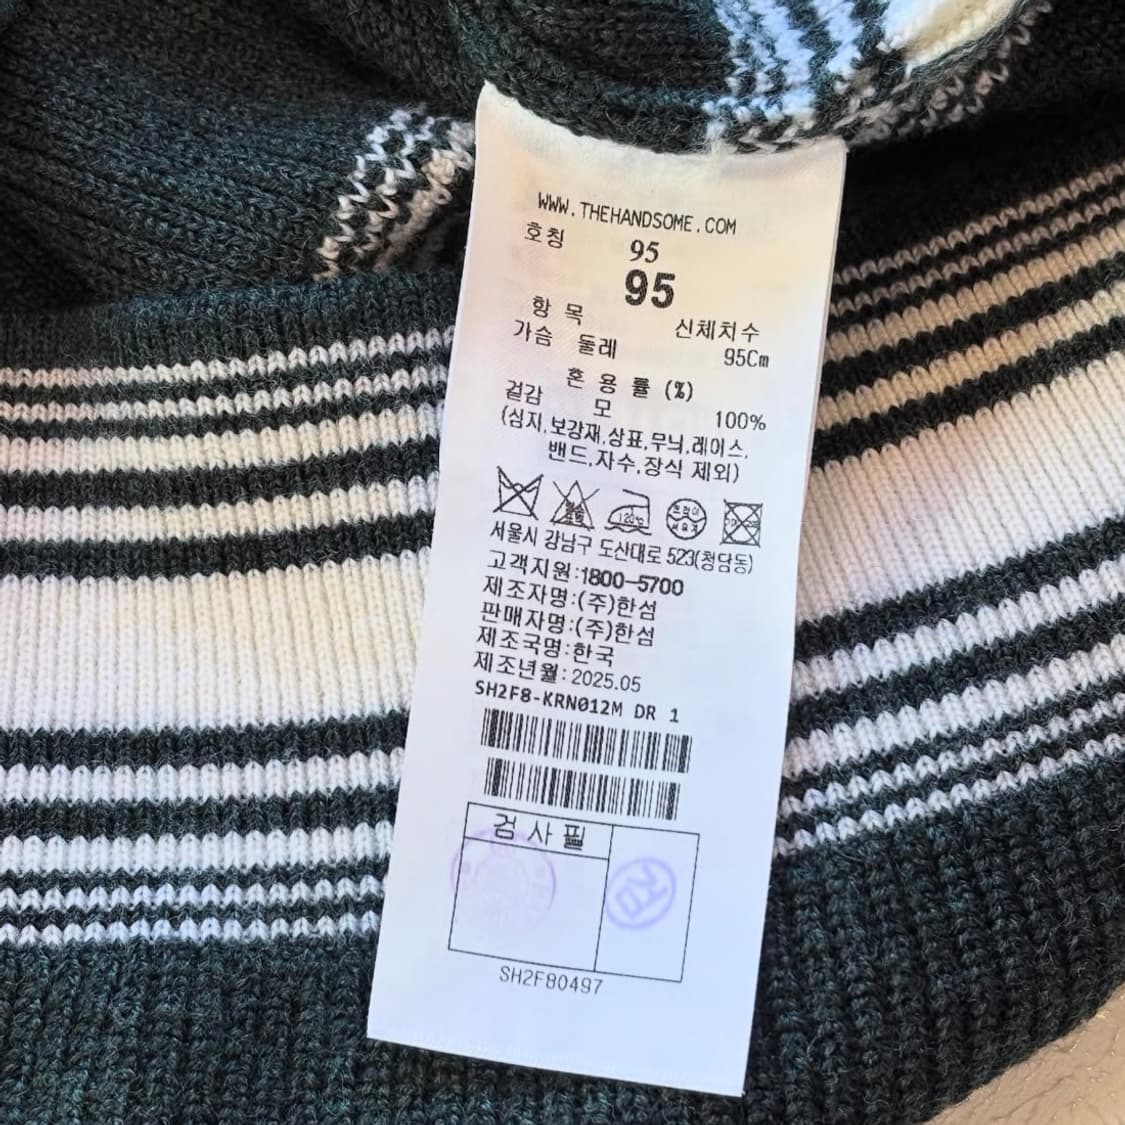 WWW.THEHANDSOME.COM
호칭 95
95
항 목 신체치수
가슴 둘레 95Cm
혼 용 률 (%)
겉감 모 100%
(심지,보강재,상표,무늬,레이스,
밴드,자수,장식 제외)
120℃
서울시 강남구 도산대로 523(청담동)
고객지원:1800-5700
제조자명:(주)한섬
판매자명:(주)한섬
제조국명:한국
제조년월:2025.05
SH2F8-KRN012M DR 1
검 사 필
검
SH2F80497